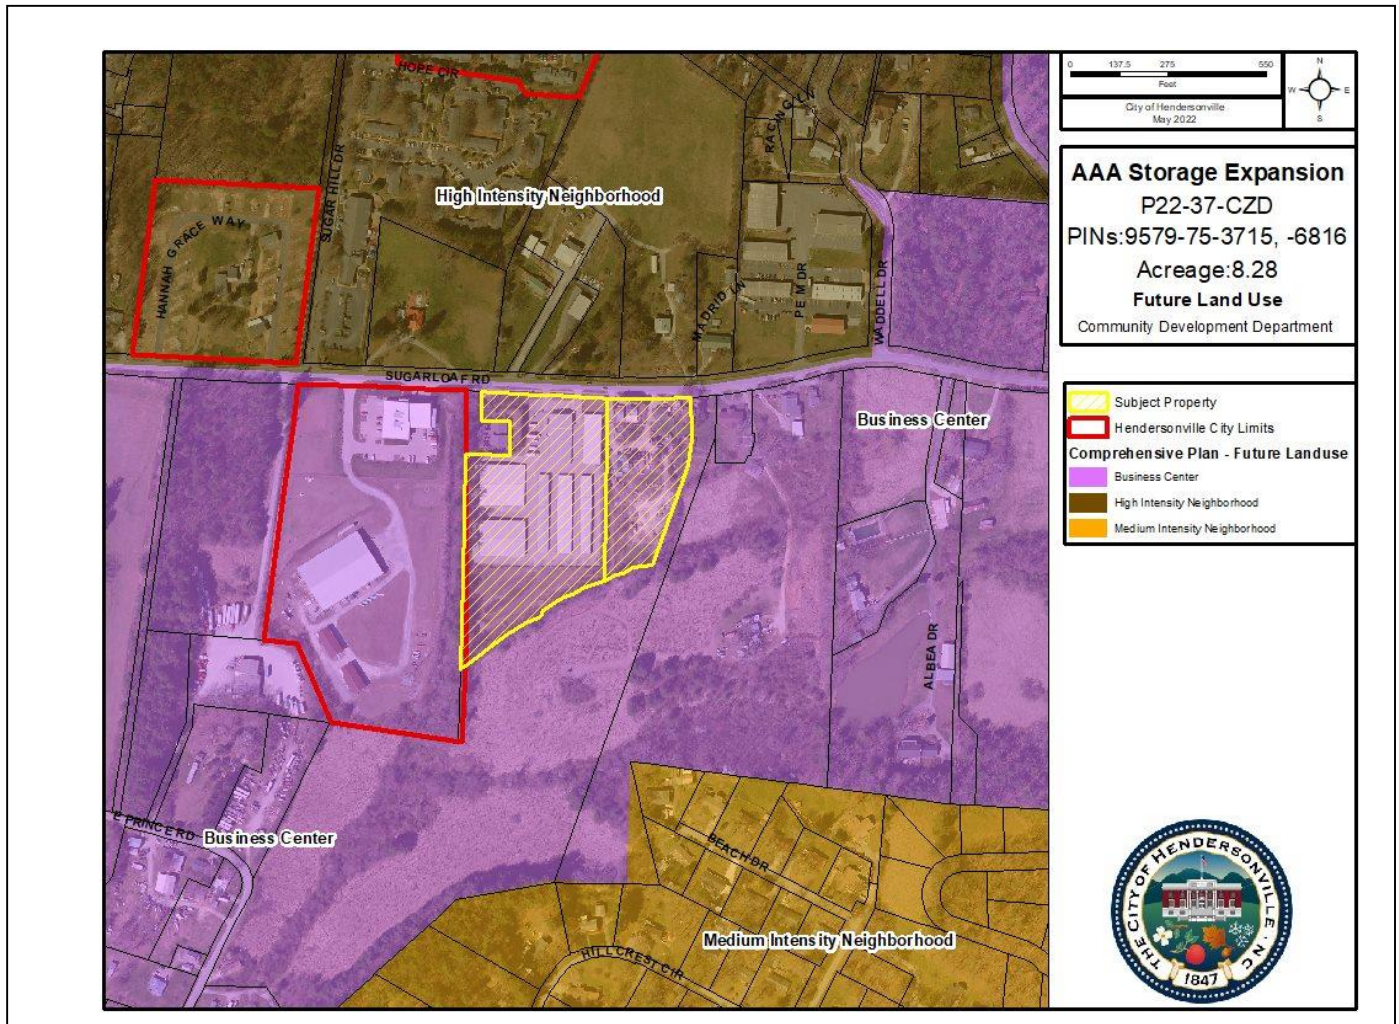 HOPE CIR
RACING LN
SUGAR HILL DR
High Intensity Neighborhood
HANNAH GRACE WAY
MADRID LN
P E M DR
WADDELL DR
SUGARLOAF RD
Business Center
ALBEA DR
E PRINCE RD
Business Center
BEACH DR
Medium Intensity Neighborhood
HILLCREST CIR
0 137.5 275 550
Feet
N
W E
S
City of Hendersonville
May 2022
AAA Storage Expansion
P22-37-CZD
PINs:9579-75-3715, -6816
Acreage:8.28
Future Land Use
Community Development Department
Subject Property
Hendersonville City Limits
Comprehensive Plan - Future Landuse
Business Center
High Intensity Neighborhood
Medium Intensity Neighborhood
THE CITY OF HENDERSONVILLE · NC
1847